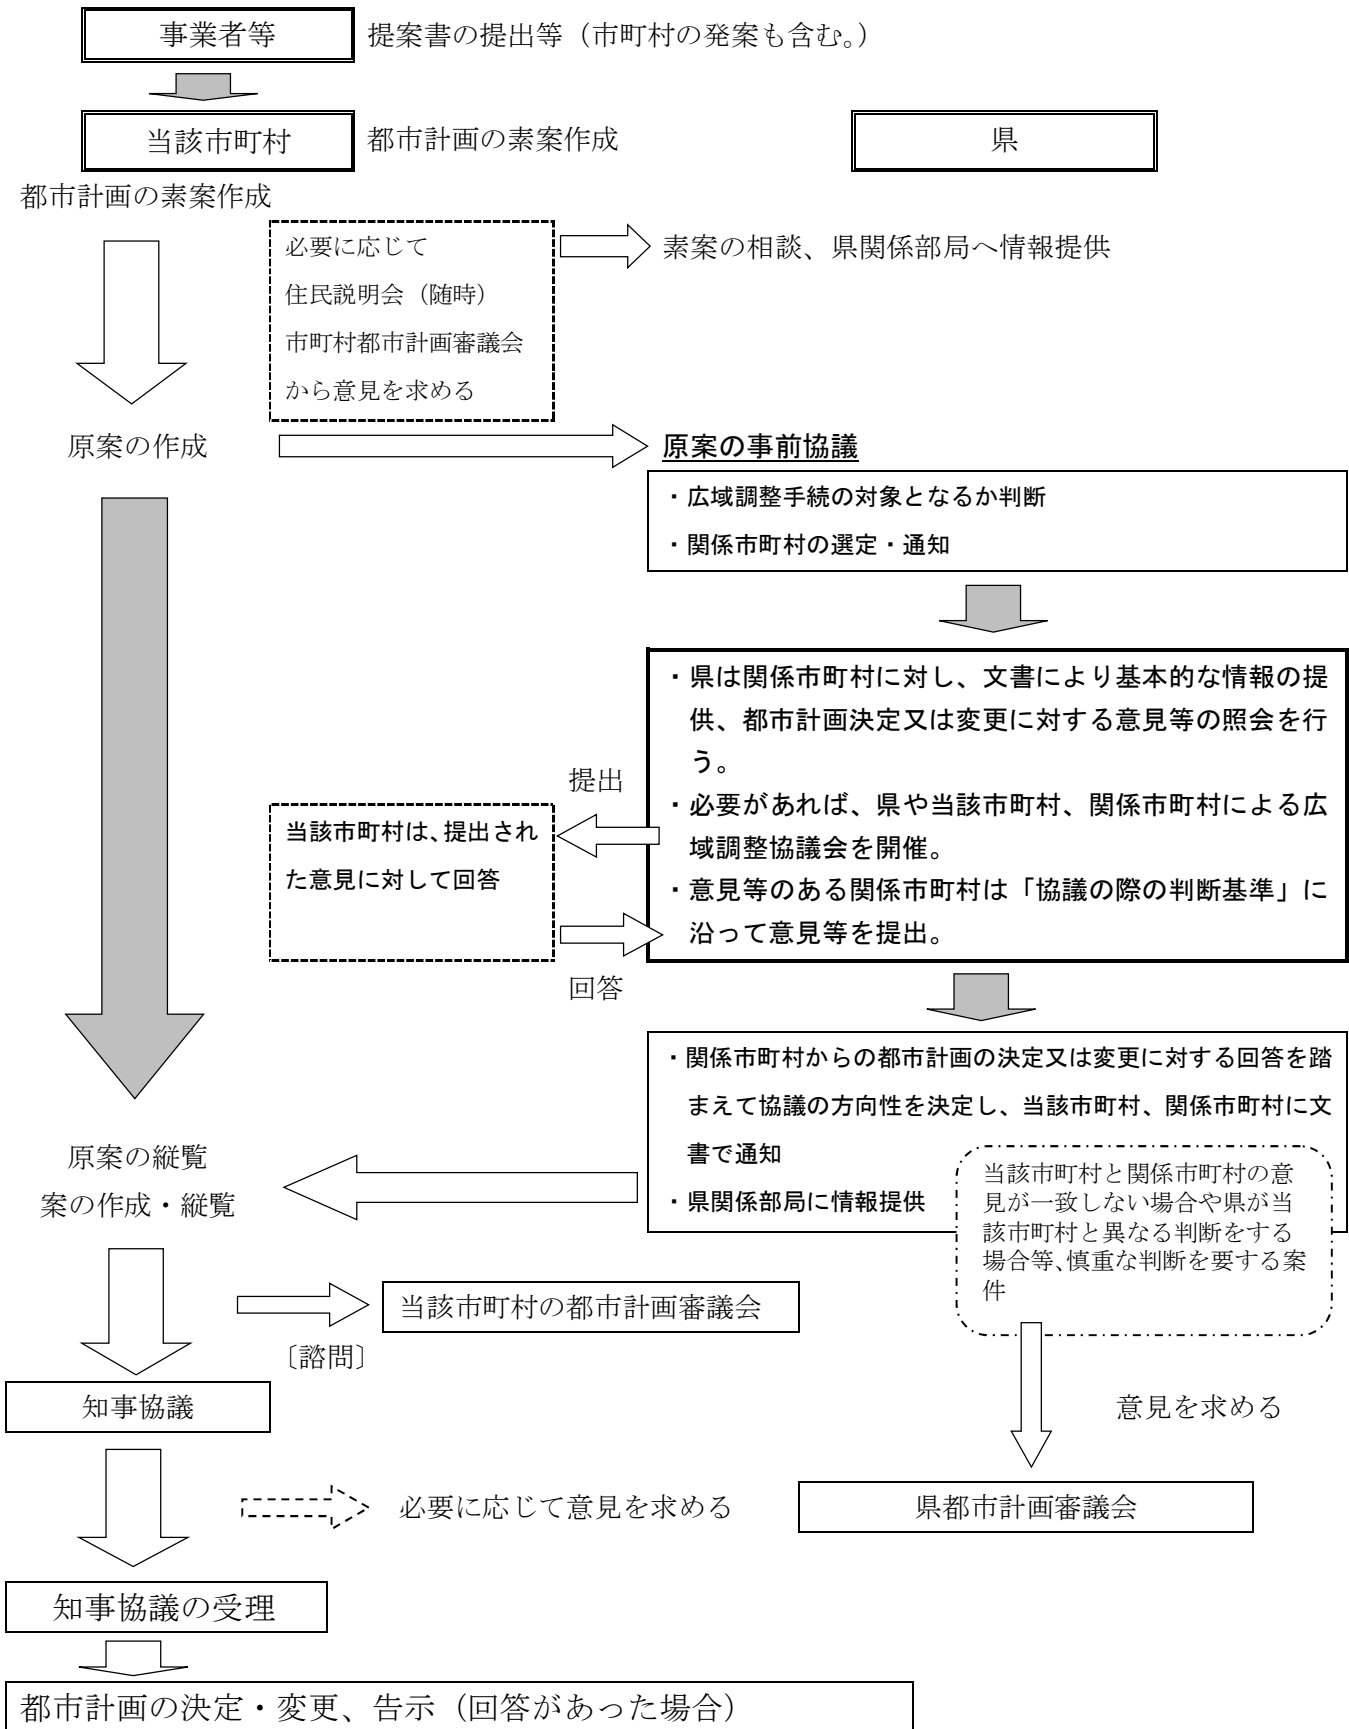 事業者等
提案書の提出等（市町村の発案も含む。）
当該市町村
都市計画の素案作成
県
都市計画の素案作成
必要に応じて
住民説明会（随時）
市町村都市計画審議会
から意見を求める
素案の相談、県関係部局へ情報提供
原案の作成
原案の事前協議
・広域調整手続の対象となるか判断
・関係市町村の選定・通知
・県は関係市町村に対し、文書により基本的な情報の提
供、都市計画決定又は変更に対する意見等の照会を行
う。
・必要があれば、県や当該市町村、関係市町村による広
域調整協議会を開催。
・意見等のある関係市町村は「協議の際の判断基準」に
沿って意見等を提出。
提出
当該市町村は、提出され
た意見に対して回答
回答
・関係市町村からの都市計画の決定又は変更に対する回答を踏
まえて協議の方向性を決定し、当該市町村、関係市町村に文
書で通知
・県関係部局に情報提供
当該市町村と関係市町村の意
見が一致しない場合や県が当
該市町村と異なる判断をする
場合等、慎重な判断を要する案
件
原案の縦覧
案の作成・縦覧
当該市町村の都市計画審議会
〔諮問〕
知事協議
意見を求める
必要に応じて意見を求める
県都市計画審議会
知事協議の受理
都市計画の決定・変更、告示（回答があった場合）